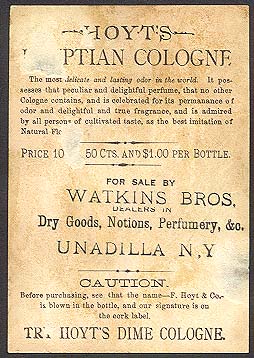 HOYT'S
PTIAN COLOGNE
The most delicate and lasting odor in the world. It pos-
sesses that peculiar and delightful perfume, that no other
Cologne contains, and is celebrated for its permanance of
odor and delightful and true fragrance, and is admired
by all persons of cultivated taste, as the best imitation of
Natural Flo
PRICE 10 50 CTS. AND $1.00 PER BOTTLE.
FOR SALE BY
WATKINS BROS.
DEALERS IN
Dry Goods, Notions, Perfumery, &c.
UNADILLA N,Y
CAUTION.
Before purchasing, see that the name—F. Hoyt & Co.—
is blown in the bottle, and our signature is on
the cork label.
TRY HOYT'S DIME COLOGNE.